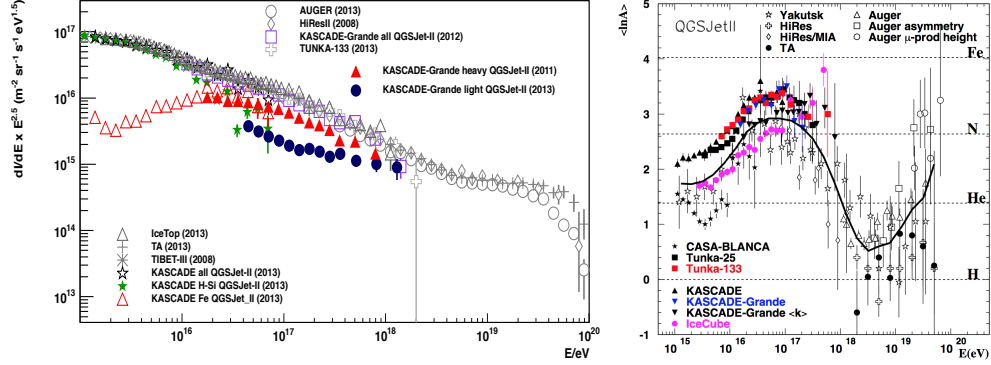 AUGER (2013)
HiResII (2008)
KASCADE-Grande all QGSJet-II (2012)
TUNKA-133 (2013)
KASCADE-Grande heavy QGSJet-II (2011)
KASCADE-Grande light QGSJet-II (2013)
dI/dE x E^-2.5 (m^-2 sr^-1 s^-1 eV^1.5)
10^17
10^16
10^15
10^14
10^13
IceTop (2013)
TA (2013)
TIBET-III (2008)
KASCADE all QGSJet-II (2013)
KASCADE H-Si QGSJet-II (2013)
KASCADE Fe QGSJet_II (2013)
10^16 10^17 10^18 10^19 10^20
E/eV
<lnA>
QGSJetII
Yakutsk
HiRes
HiRes/MIA
TA
Auger
Auger asymmetry
Auger μ-prod height
Fe
N
He
H
5
4
3
2
1
0
-1
CASA-BLANCA
Tunka-25
Tunka-133
KASCADE
KASCADE-Grande
KASCADE-Grande <k>
IceCube
10^15 10^16 10^17 10^18 10^19 10^20
E(eV)